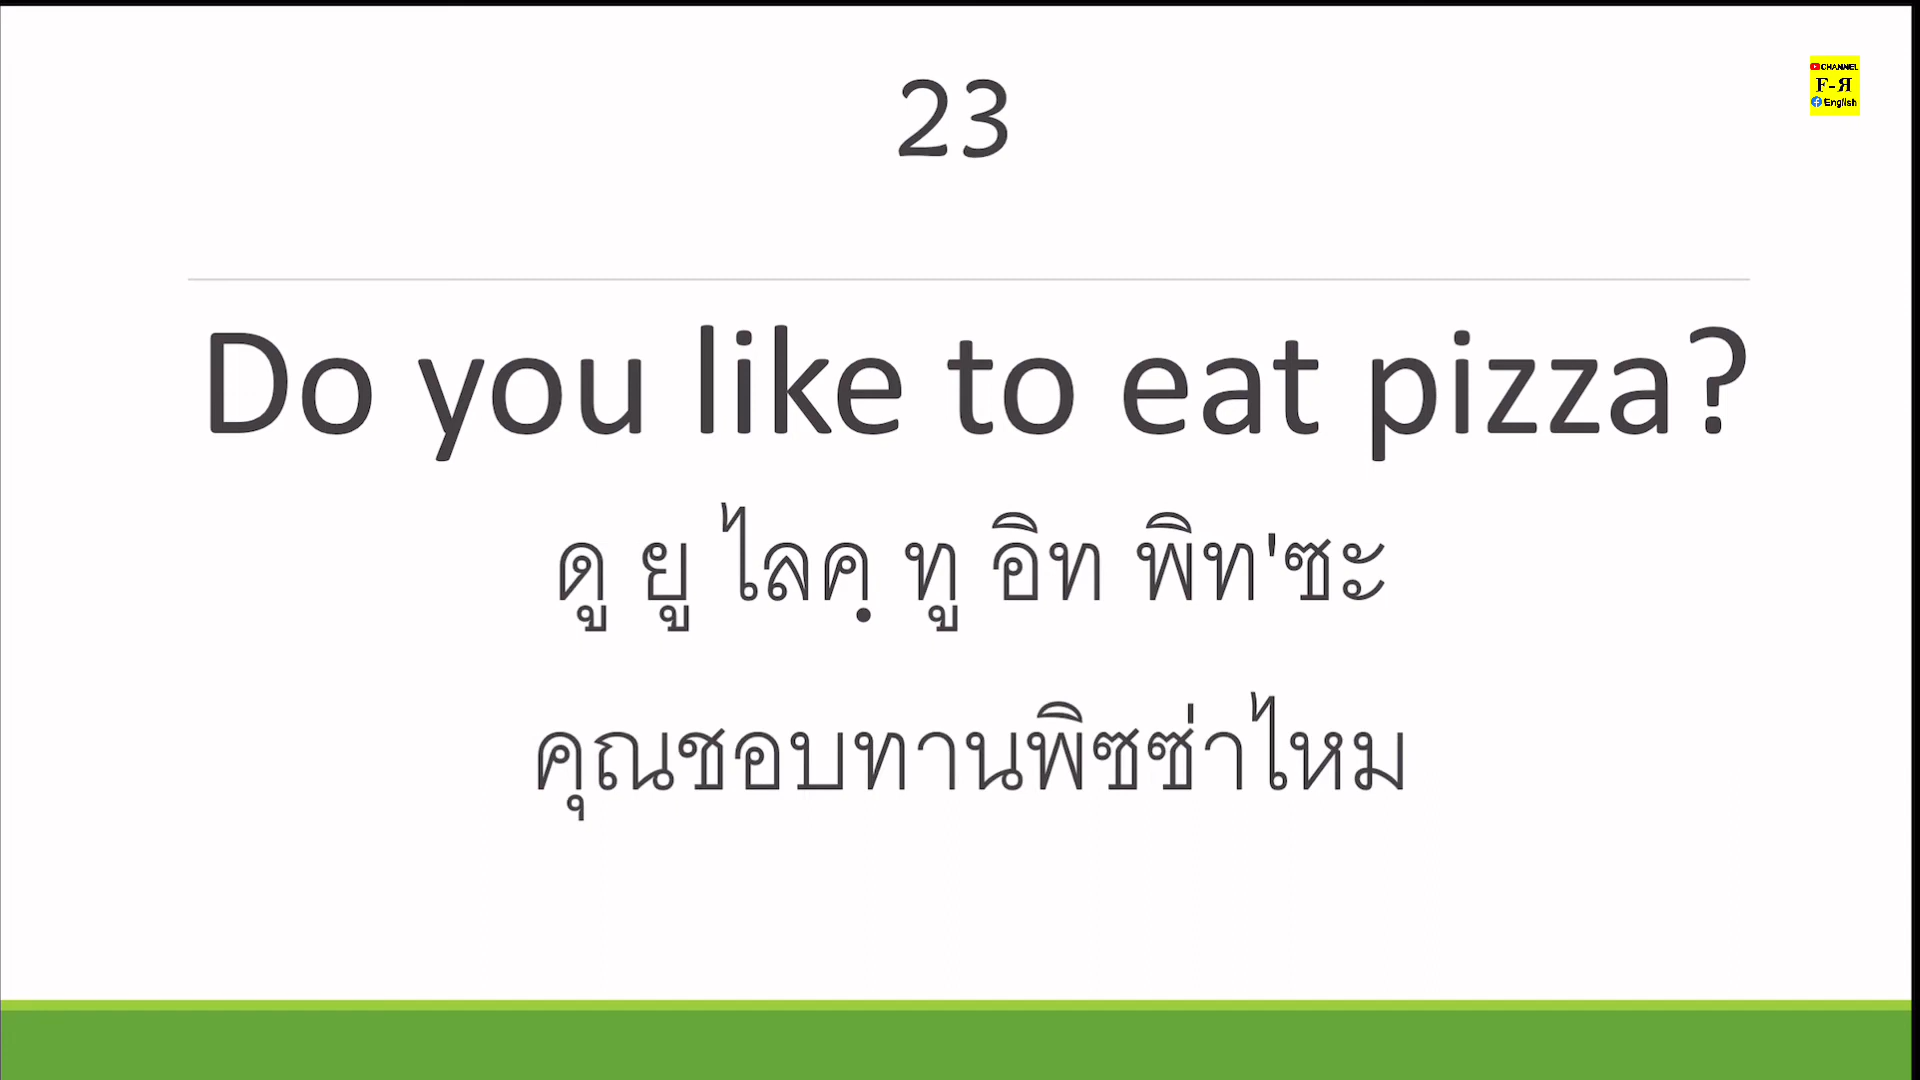 23
CHANNEL
F-Я
English
Do you like to eat pizza?
ดู ยู ไลคฺ ทู อิท พิท'ซะ
คุณชอบทานพิซซ่าไหม